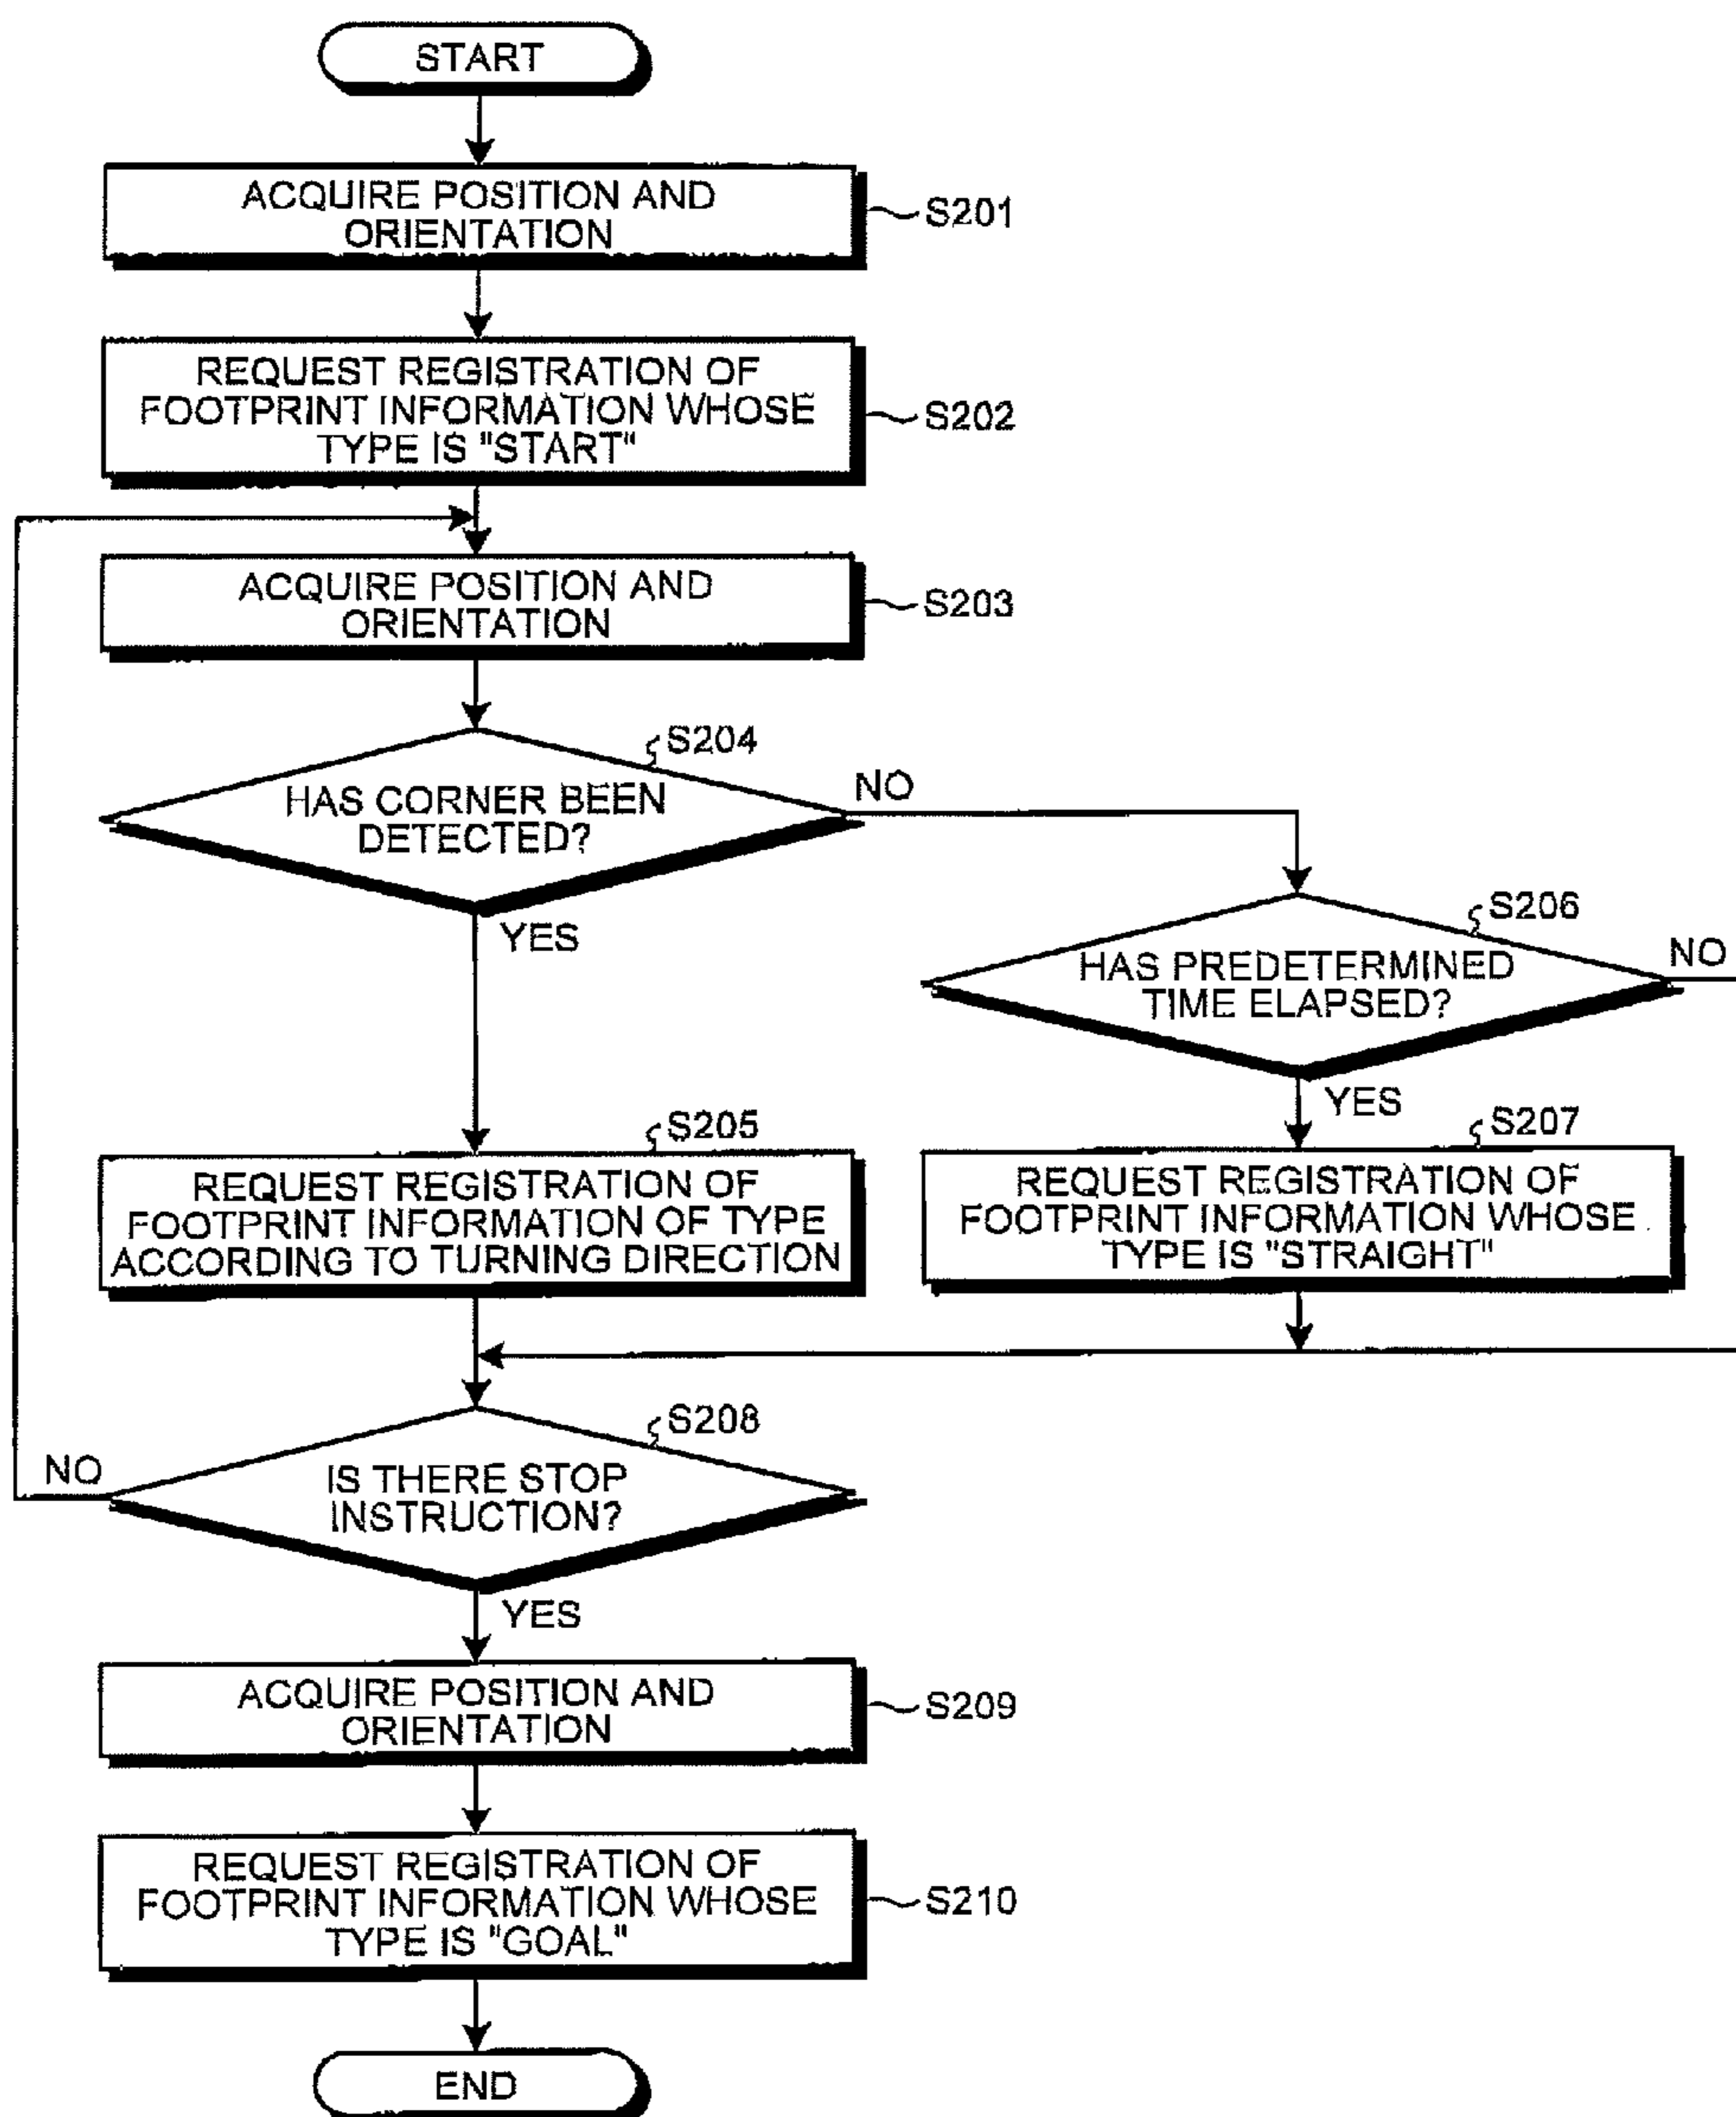 START
ACQUIRE POSITION AND
ORIENTATION
S201
REQUEST REGISTRATION OF
FOOTPRINT INFORMATION WHOSE
TYPE IS "START"
S202
ACQUIRE POSITION AND
ORIENTATION
S203
S204
HAS CORNER BEEN
DETECTED?
NO
YES
S206
HAS PREDETERMINED
TIME ELAPSED?
NO
YES
S205
REQUEST REGISTRATION OF
FOOTPRINT INFORMATION OF TYPE
ACCORDING TO TURNING DIRECTION
S207
REQUEST REGISTRATION OF
FOOTPRINT INFORMATION WHOSE
TYPE IS "STRAIGHT"
S208
NO
IS THERE STOP
INSTRUCTION?
YES
ACQUIRE POSITION AND
ORIENTATION
S209
REQUEST REGISTRATION OF
FOOTPRINT INFORMATION WHOSE
TYPE IS "GOAL"
S210
END